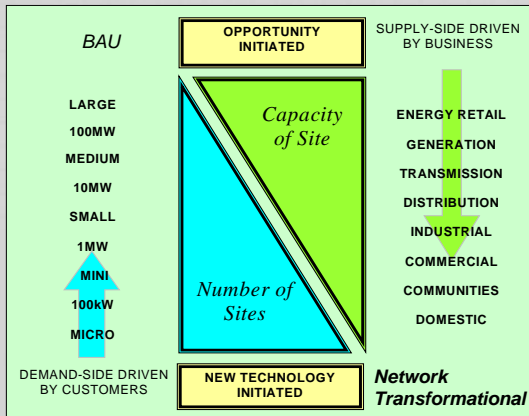 BAU
OPPORTUNITY
INITIATED
SUPPLY-SIDE DRIVEN
BY BUSINESS
LARGE
100MW
MEDIUM
10MW
SMALL
1MW
MINI
100kW
MICRO
Capacity
of Site
Number of
Sites
ENERGY RETAIL
GENERATION
TRANSMISSION
DISTRIBUTION
INDUSTRIAL
COMMERCIAL
COMMUNITIES
DOMESTIC
DEMAND-SIDE DRIVEN
BY CUSTOMERS
NEW TECHNOLOGY
INITIATED
Network
Transformational